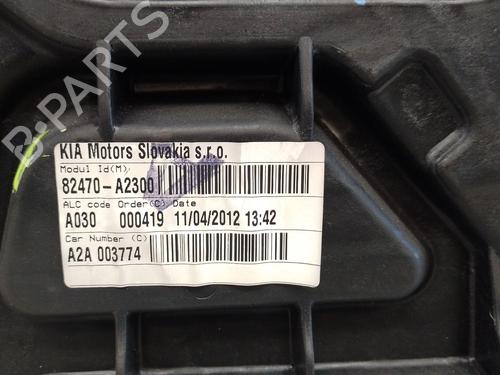 B-PARTS
KIA Motors Slovakia s.r.o.
Modul Id(M)
82470-A2300
ALC code Order(C) Date
A030 000419 11/04/2012 13:42
Car Number (C)
A2A 003774